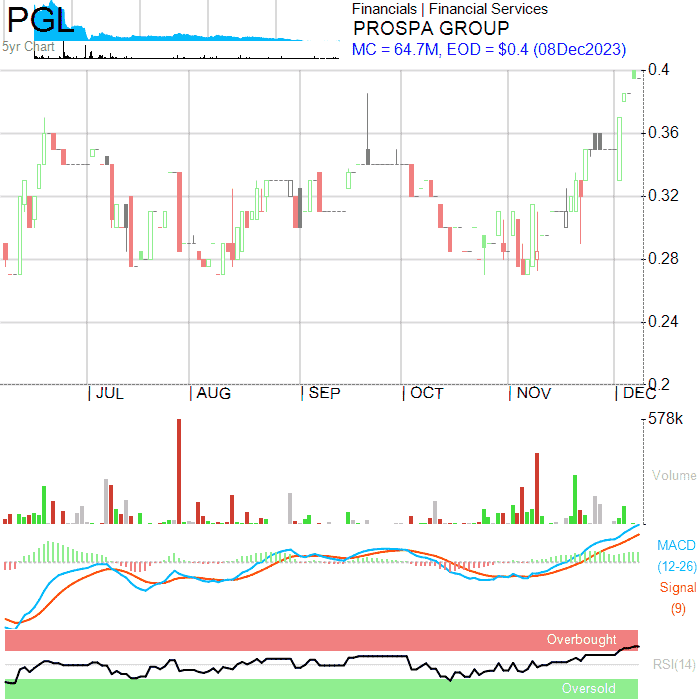 PGL
5yr Chart
Financials | Financial Services
PROSPA GROUP
MC = 64.7M, EOD = $0.4 (08Dec2023)
0.4
0.36
0.32
0.28
0.24
0.2
JUL AUG SEP OCT NOV DEC
578k
Volume
MACD
(12-26)
Signal
(9)
Overbought
RSI(14)
Oversold